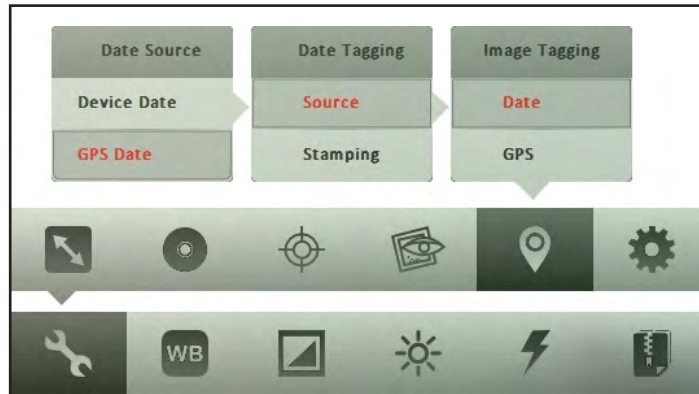 Date Source
Device Date
GPS Date
Date Tagging
Source
Stamping
Image Tagging
Date
GPS
WB